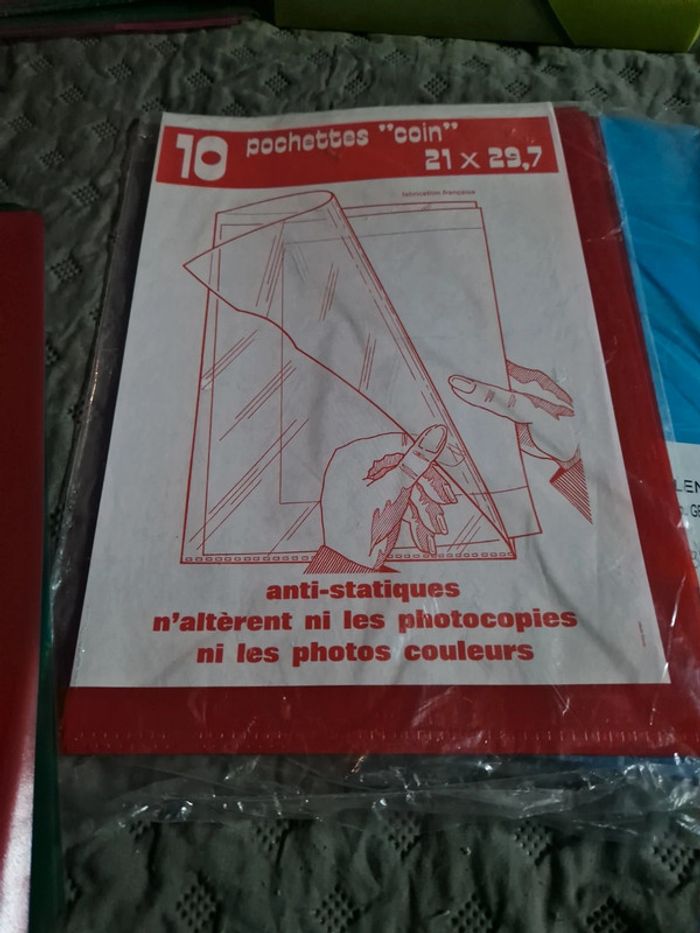 10 pochettes "coin"
21 x 29,7
fabrication française
anti-statiques
n'altèrent ni les photocopies
ni les photos couleurs